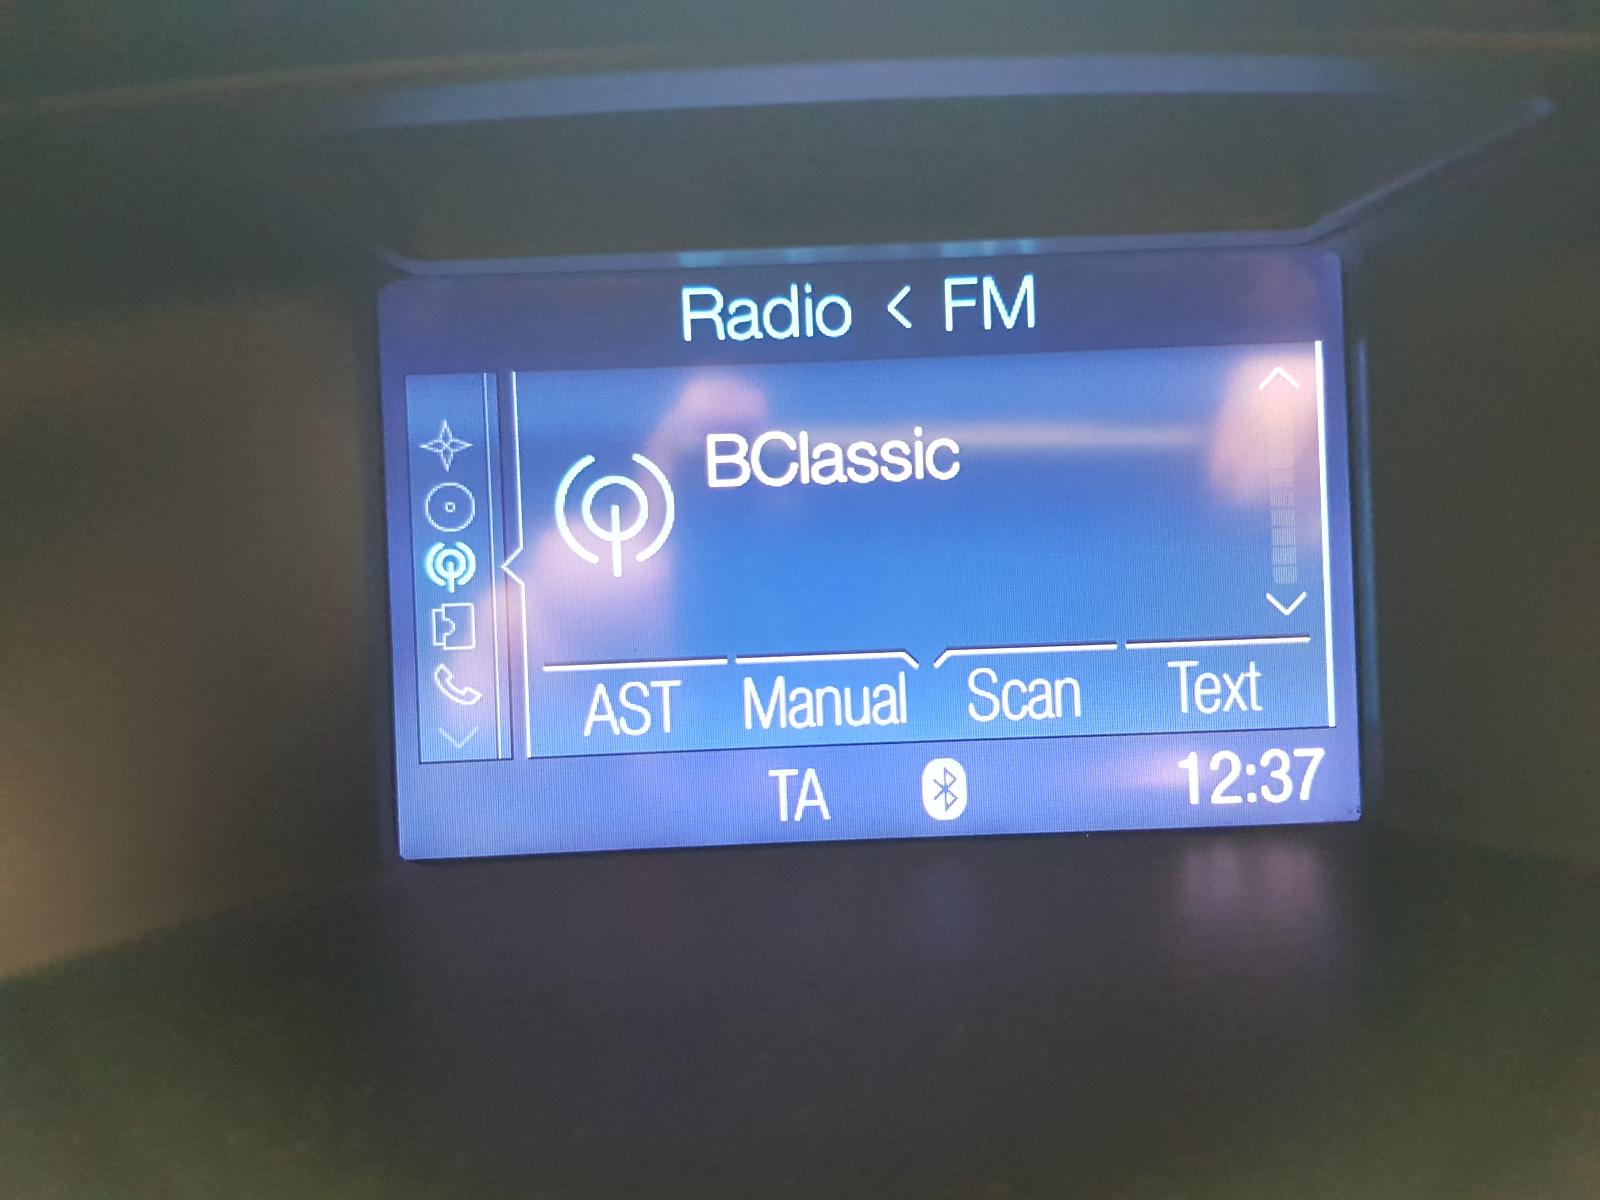 Radio < FM
BClassic
AST Manual Scan Text
TA 12:37